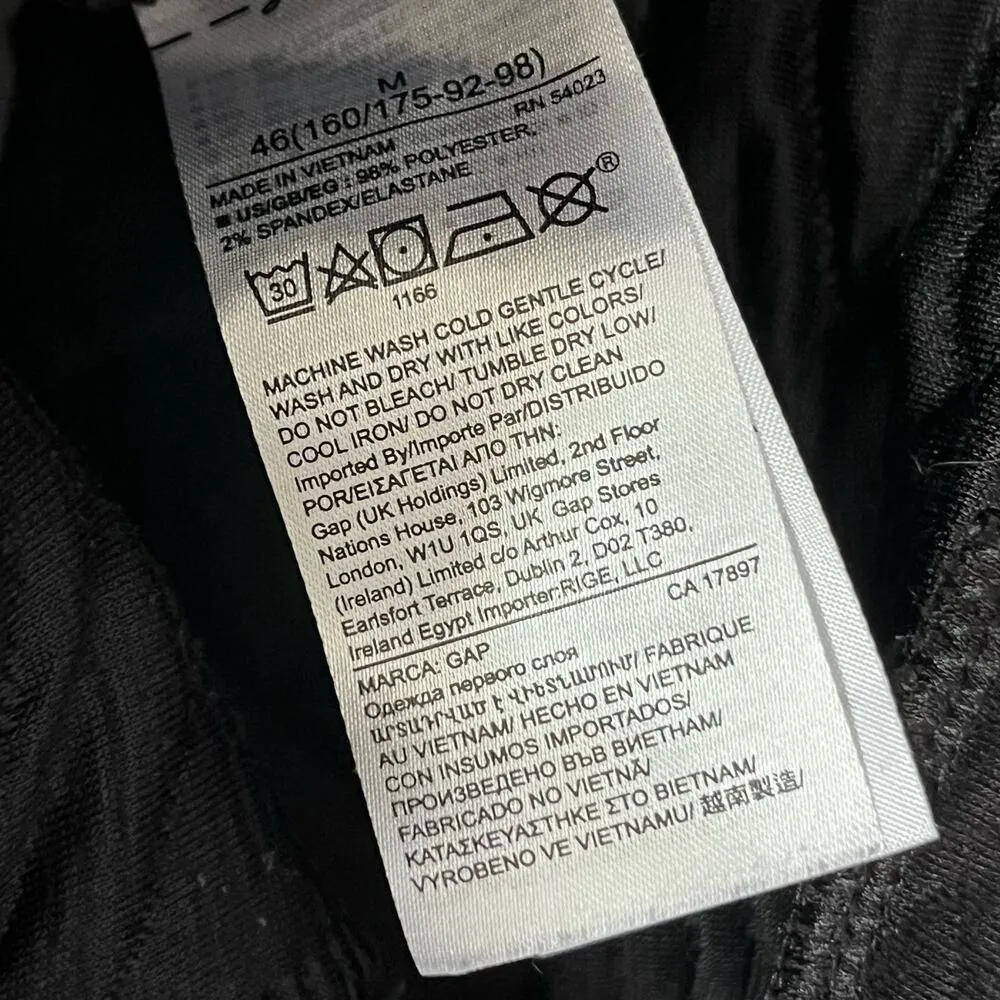 M
46(160/175-92-98)
RN 54023
MADE IN VIETNAM
■ US/GB/EG : 98% POLYESTER,
2% SPANDEX/ELASTANE
30
®
1166
MACHINE WASH COLD GENTLE CYCLE/
WASH AND DRY WITH LIKE COLORS/
DO NOT BLEACH/ TUMBLE DRY LOW/
COOL IRON/ DO NOT DRY CLEAN
Imported By/Importe Par/DISTRIBUIDO
POR/ΕΙΣΑΓΕΤΑΙ ΑΠΟ ΤΗΝ:
Gap (UK Holdings) Limited, 2nd Floor
Nations House, 103 Wigmore Street,
London, W1U 1QS, UK Gap Stores
(Ireland) Limited c/o Arthur Cox, 10
Earlsfort Terrace, Dublin 2, D02 T380,
Ireland Egypt Importer:RIGE, LLC
CA 17897
MARCA: GAP
Одежда первого слоя
ԱՐՏԱԴՐՎԱԾ Է ՎԻԵՏՆԱՄՈՒՄ/ FABRIQUE
AU VIETNAM/ HECHO EN VIETNAM
CON INSUMOS IMPORTADOS/
ПРОИЗВЕДЕНО ВЪВ ВИЕТНАМ/
FABRICADO NO VIETNÃ/
ΚΑΤΑΣΚΕΥΑΣΤΗΚΕ ΣΤΟ ΒΙΕΤΝΑΜ/
VYROBENO VE VIETNAMU/ 越南製造/